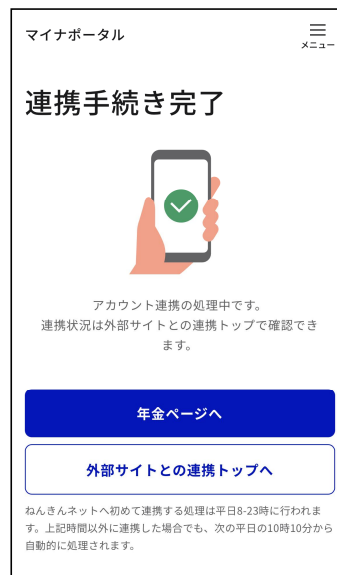 マイナポータル
メニュー
連携手続き完了
アカウント連携の処理中です。
連携状況は外部サイトとの連携トップで確認でき
ます。
年金ページへ
外部サイトとの連携トップへ
ねんきんネットへ初めて連携する処理は平日8-23時に行われま
す。上記時間以外に連携した場合でも、次の平日の10時10分から
自動的に処理されます。